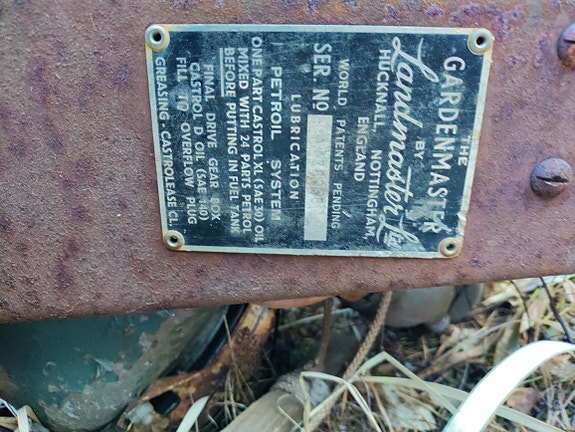 THE
GARDENMASTER
BY
Landmaster Ltd
HUCKNALL, NOTTINGHAM,
ENGLAND
WORLD PATENTS PENDING
SER. NO
LUBRICATION
PETROIL SYSTEM
ONE PART CASTROL XL (SAE 30) OIL
MIXED WITH 24 PARTS PETROL
BEFORE PUTTING IN FUEL TANK
FINAL DRIVE GEAR BOX
CASTROL D OIL (SAE 140)
FILL TO OVERFLOW PLUG
GREASING - CASTROLEASE CL.